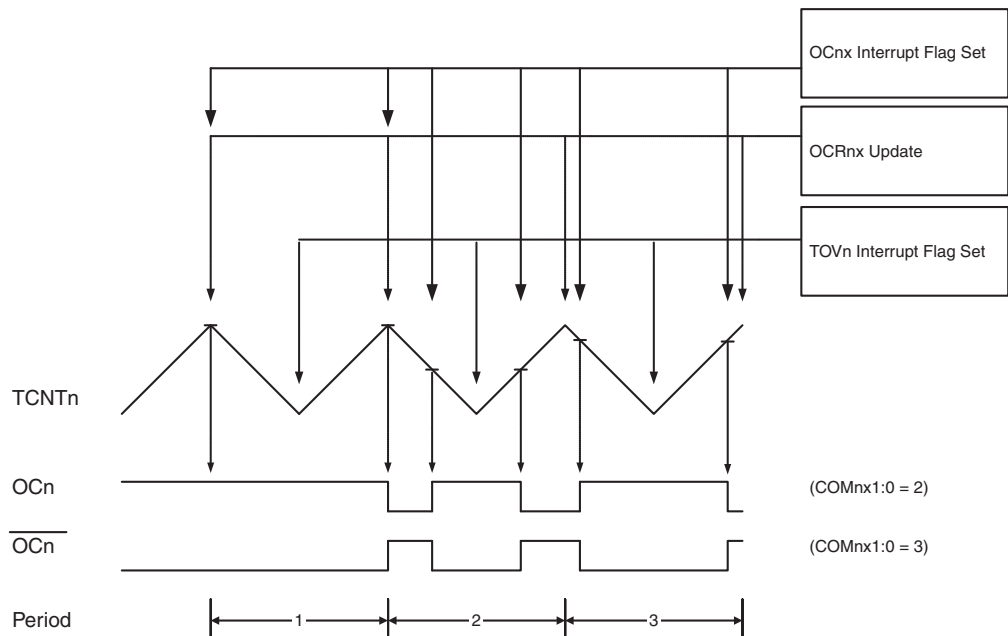 OCnx Interrupt Flag Set
OCRnx Update
TOVn Interrupt Flag Set
TCNTn
OCn
(COMnx1:0 = 2)
OCn
(COMnx1:0 = 3)
Period
1
2
3